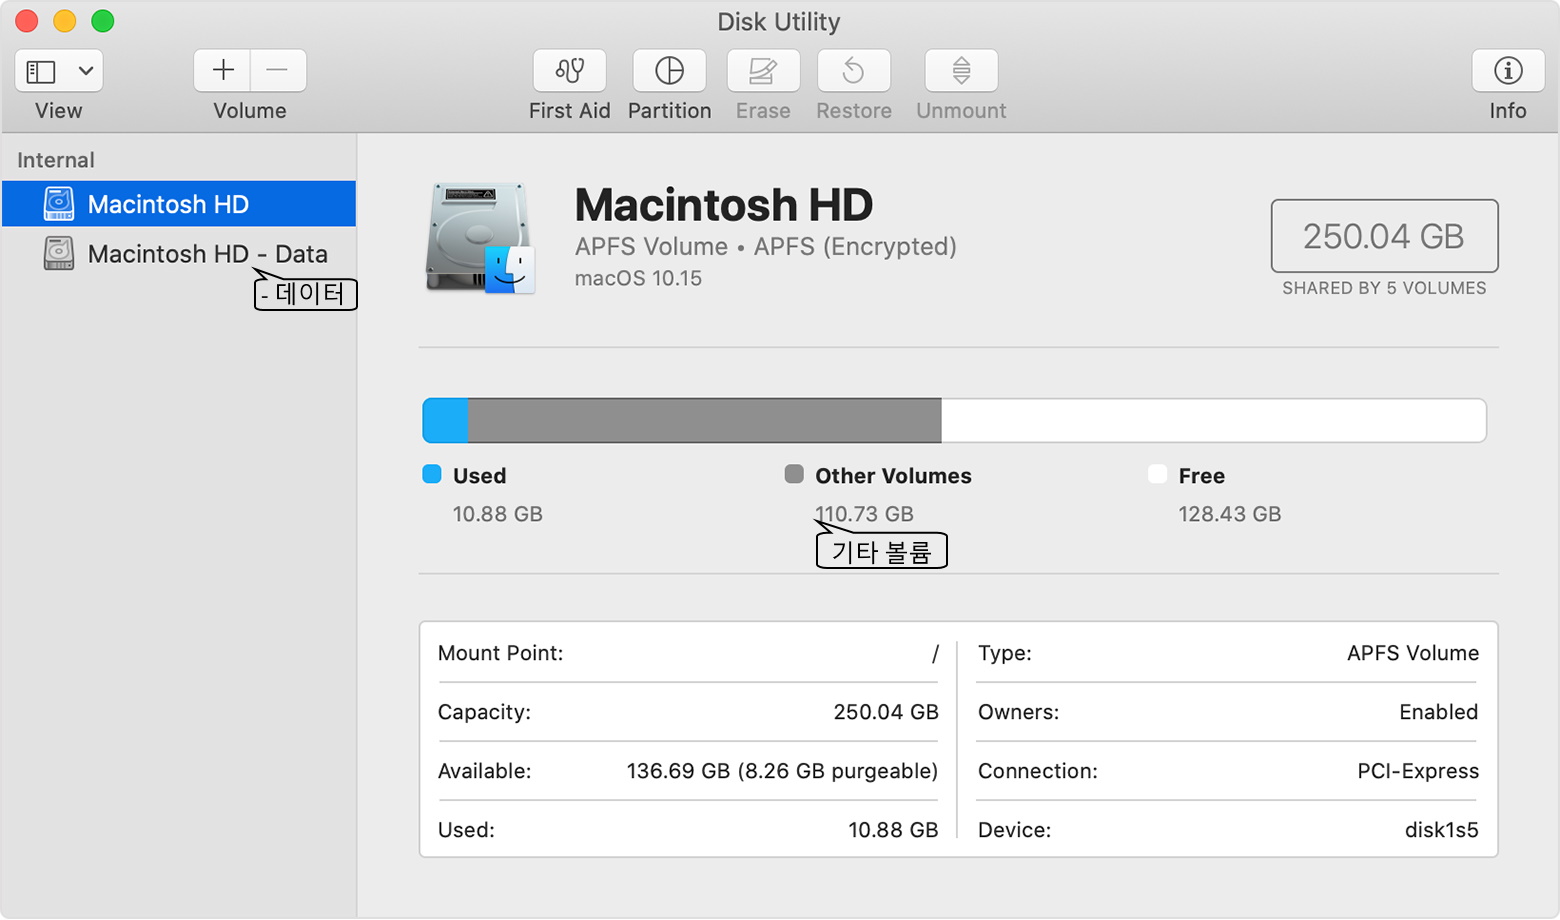 Disk Utility
View
Volume
First Aid
Partition
Erase
Restore
Unmount
Info
Internal
Macintosh HD
Macintosh HD - Data
- 데이터
Macintosh HD
APFS Volume • APFS (Encrypted)
macOS 10.15
250.04 GB
SHARED BY 5 VOLUMES
Used
10.88 GB
Other Volumes
110.73 GB
기타 볼륨
Free
128.43 GB
Mount Point: /
Capacity: 250.04 GB
Available: 136.69 GB (8.26 GB purgeable)
Used: 10.88 GB
Type: APFS Volume
Owners: Enabled
Connection: PCI-Express
Device: disk1s5